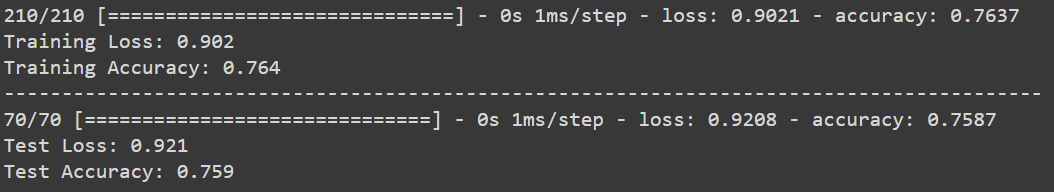 210/210 [==============================] - 0s 1ms/step - loss: 0.9021 - accuracy: 0.7637
Training Loss: 0.902
Training Accuracy: 0.764
----------------------------------------------------------------------------------------
70/70 [==============================] - 0s 1ms/step - loss: 0.9208 - accuracy: 0.7587
Test Loss: 0.921
Test Accuracy: 0.759